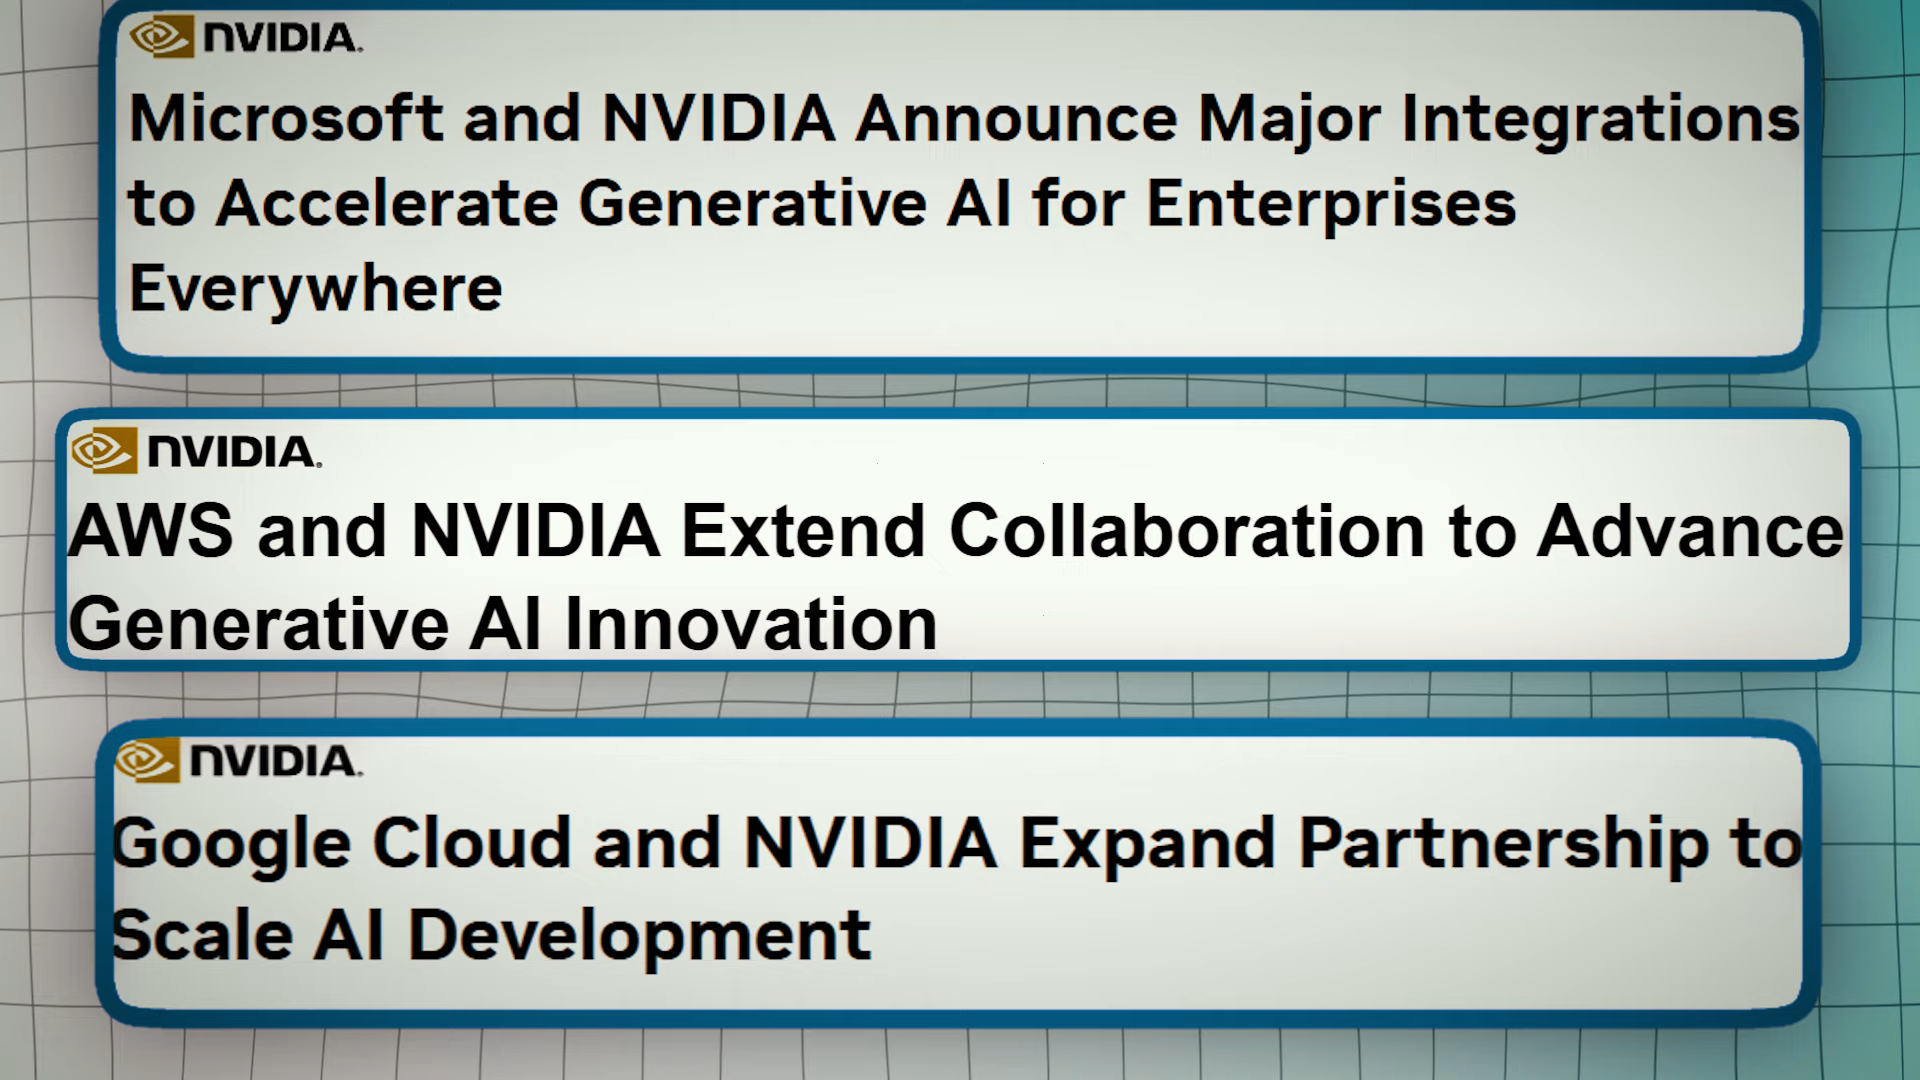 NVIDIA.
Microsoft and NVIDIA Announce Major Integrations
to Accelerate Generative AI for Enterprises
Everywhere
NVIDIA.
AWS and NVIDIA Extend Collaboration to Advance
Generative AI Innovation
NVIDIA.
Google Cloud and NVIDIA Expand Partnership to
Scale AI Development